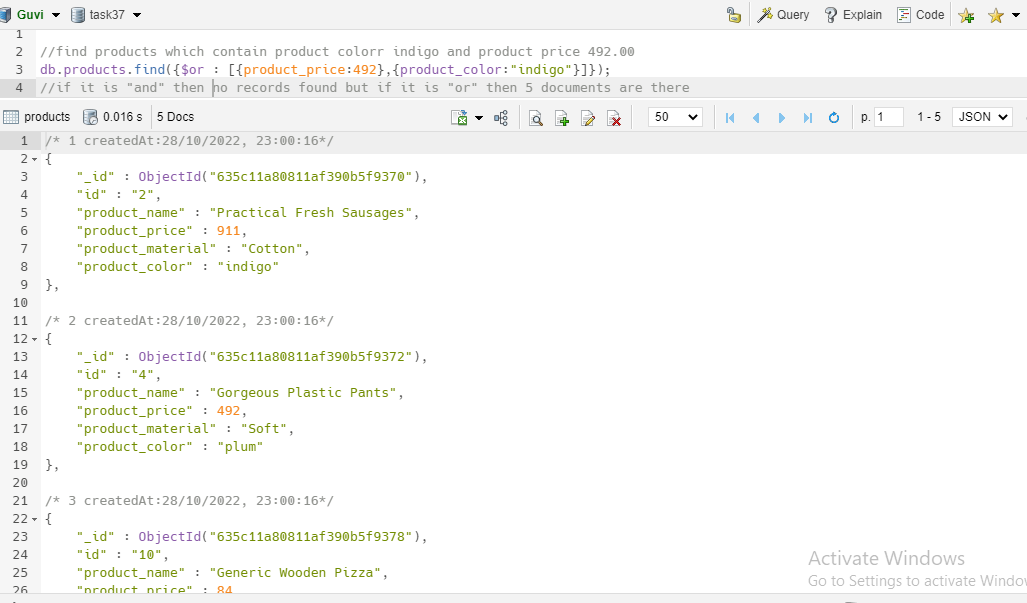 Guvi task37 Query Explain Code
1
2 //find products which contain product colorr indigo and product price 492.00
3 db.products.find({$or : [{product_price:492},{product_color:"indigo"}]});
4 //if it is "and" then no records found but if it is "or" then 5 documents are there
products 0.016 s 5 Docs 50 p. 1 1 - 5 JSON
1 /* 1 createdAt:28/10/2022, 23:00:16*/
2 {
3 "_id" : ObjectId("635c11a80811af390b5f9370"),
4 "id" : "2",
5 "product_name" : "Practical Fresh Sausages",
6 "product_price" : 911,
7 "product_material" : "Cotton",
8 "product_color" : "indigo"
9 },
10
11 /* 2 createdAt:28/10/2022, 23:00:16*/
12 {
13 "_id" : ObjectId("635c11a80811af390b5f9372"),
14 "id" : "4",
15 "product_name" : "Gorgeous Plastic Pants",
16 "product_price" : 492,
17 "product_material" : "Soft",
18 "product_color" : "plum"
19 },
20
21 /* 3 createdAt:28/10/2022, 23:00:16*/
22 {
23 "_id" : ObjectId("635c11a80811af390b5f9378"),
24 "id" : "10",
25 "product_name" : "Generic Wooden Pizza",
26 "product_price" : 84
Activate Windows
Go to Settings to activate Windo